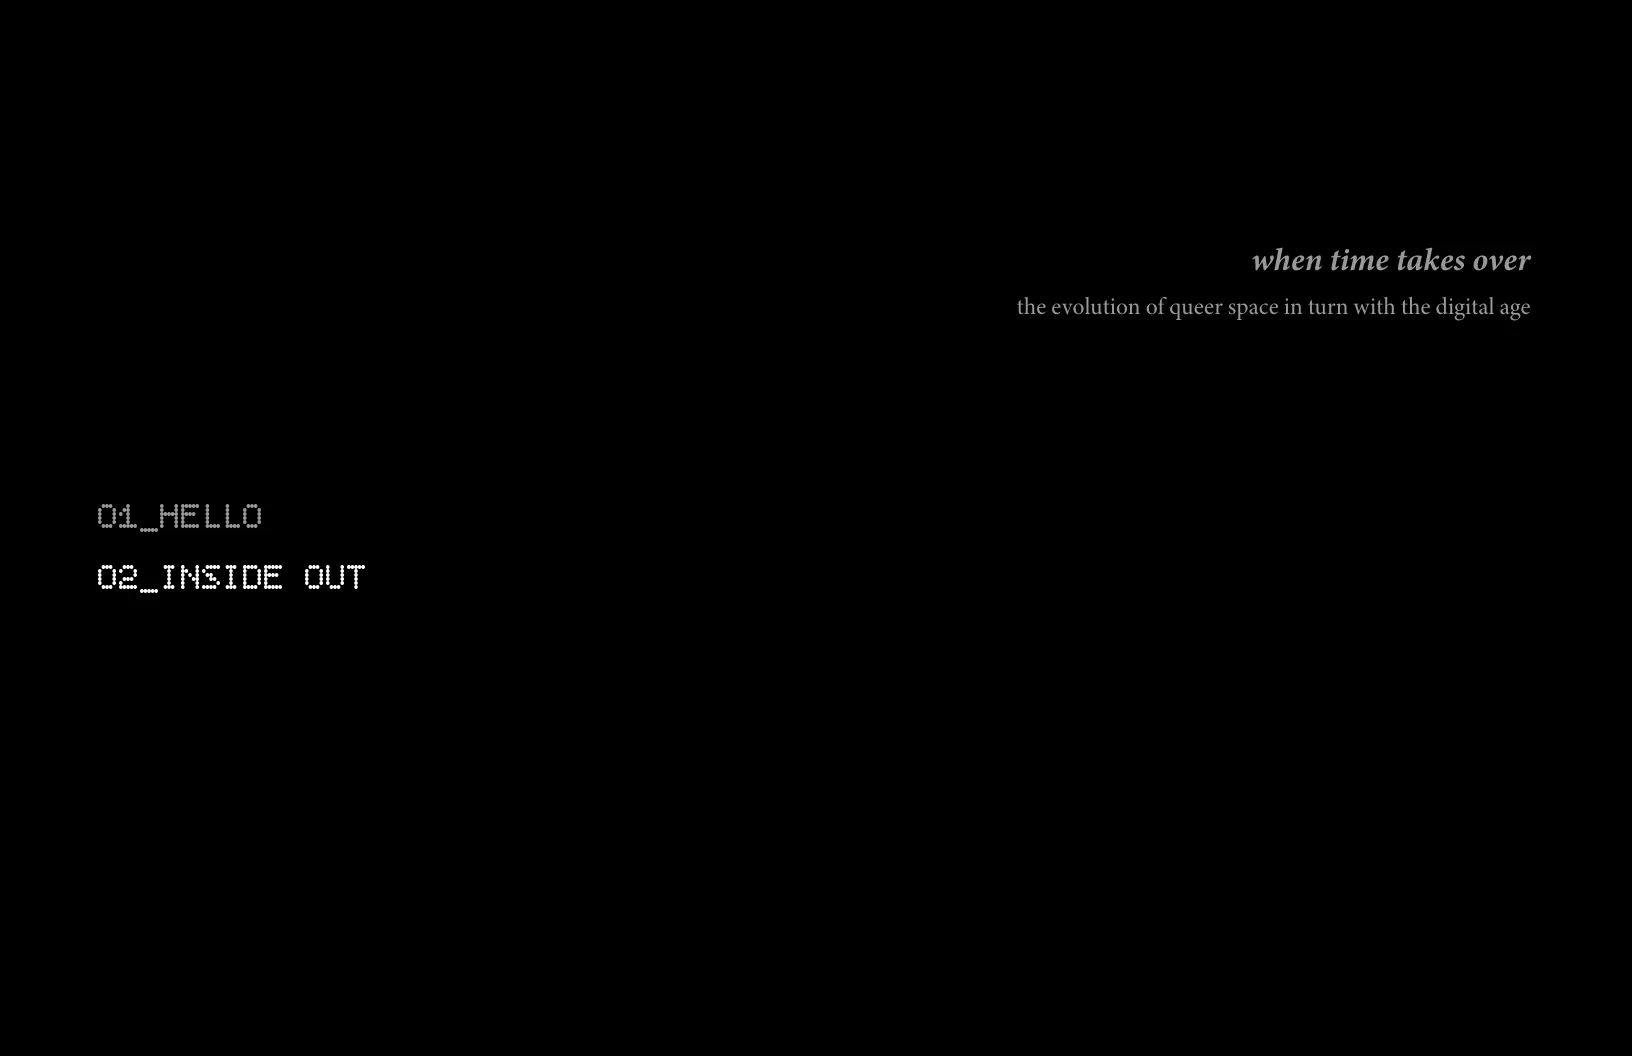 when time takes over
the evolution of queer space in turn with the digital age
01_HELLO
02_INSIDE OUT